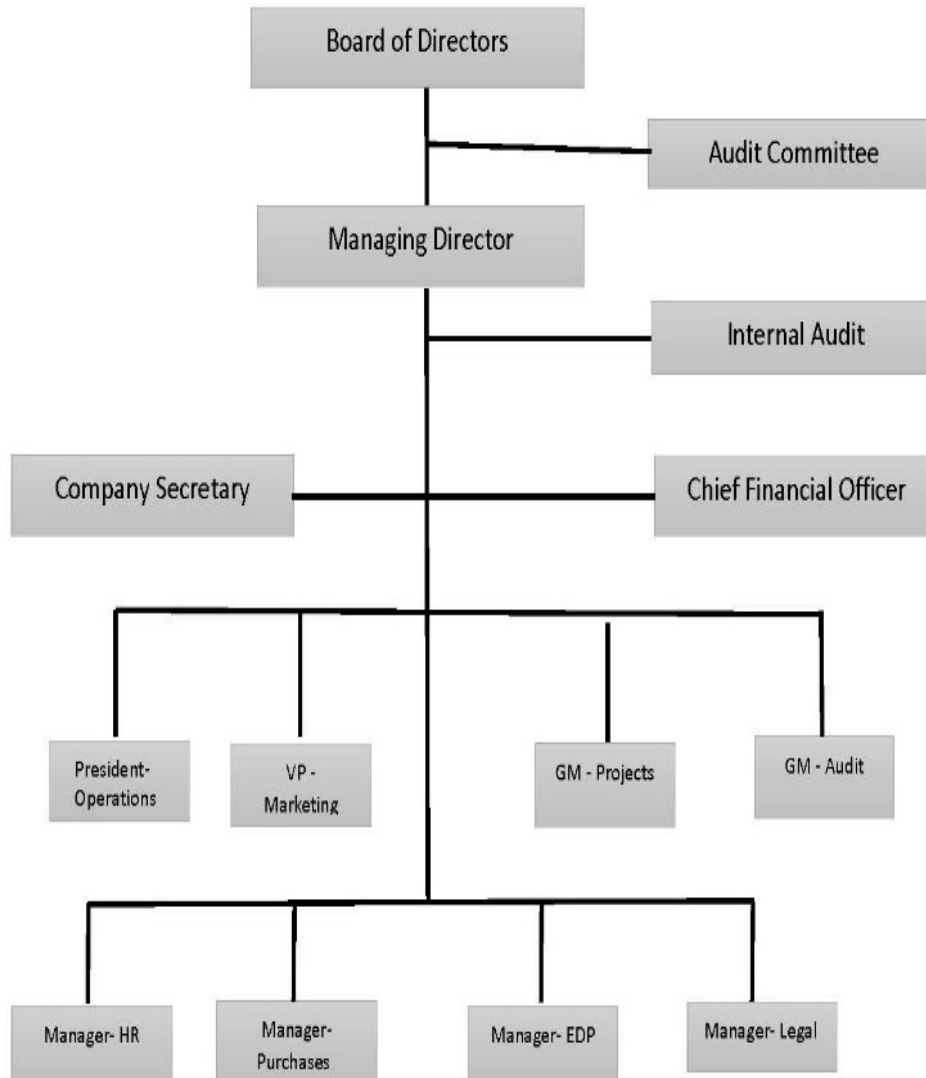 Board of Directors
Audit Committee
Managing Director
Internal Audit
Company Secretary
Chief Financial Officer
President-
Operations
VP -
Marketing
GM - Projects
GM - Audit
Manager- HR
Manager-
Purchases
Manager- EDP
Manager- Legal